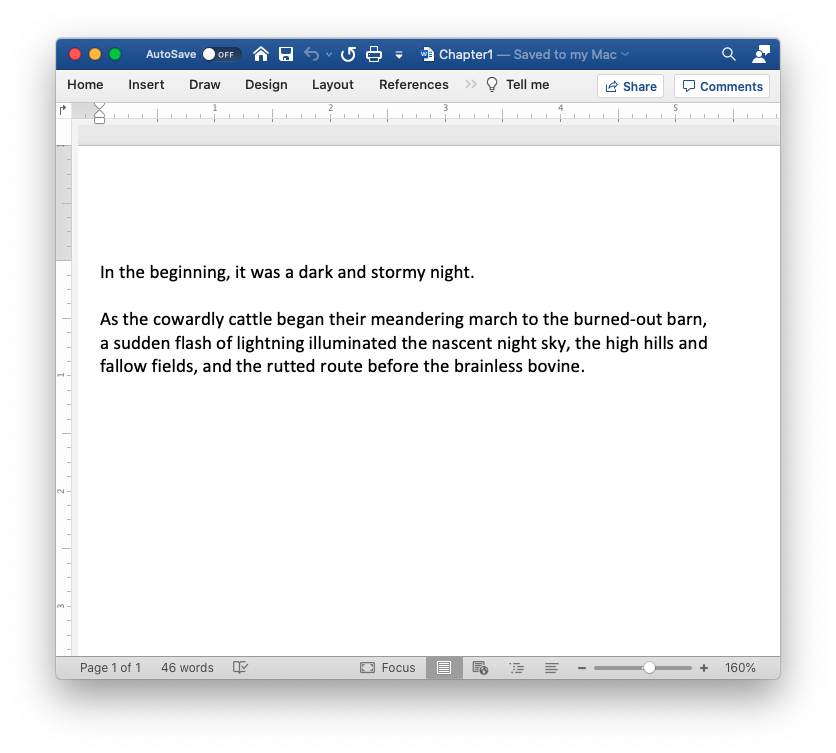 AutoSave OFF Chapter1 — Saved to my Mac
Home Insert Draw Design Layout References >> Tell me Share Comments
1 2 3 4 5
In the beginning, it was a dark and stormy night.
As the cowardly cattle began their meandering march to the burned-out barn,
a sudden flash of lightning illuminated the nascent night sky, the high hills and
fallow fields, and the rutted route before the brainless bovine.
1
2
3
Page 1 of 1 46 words Focus 160%